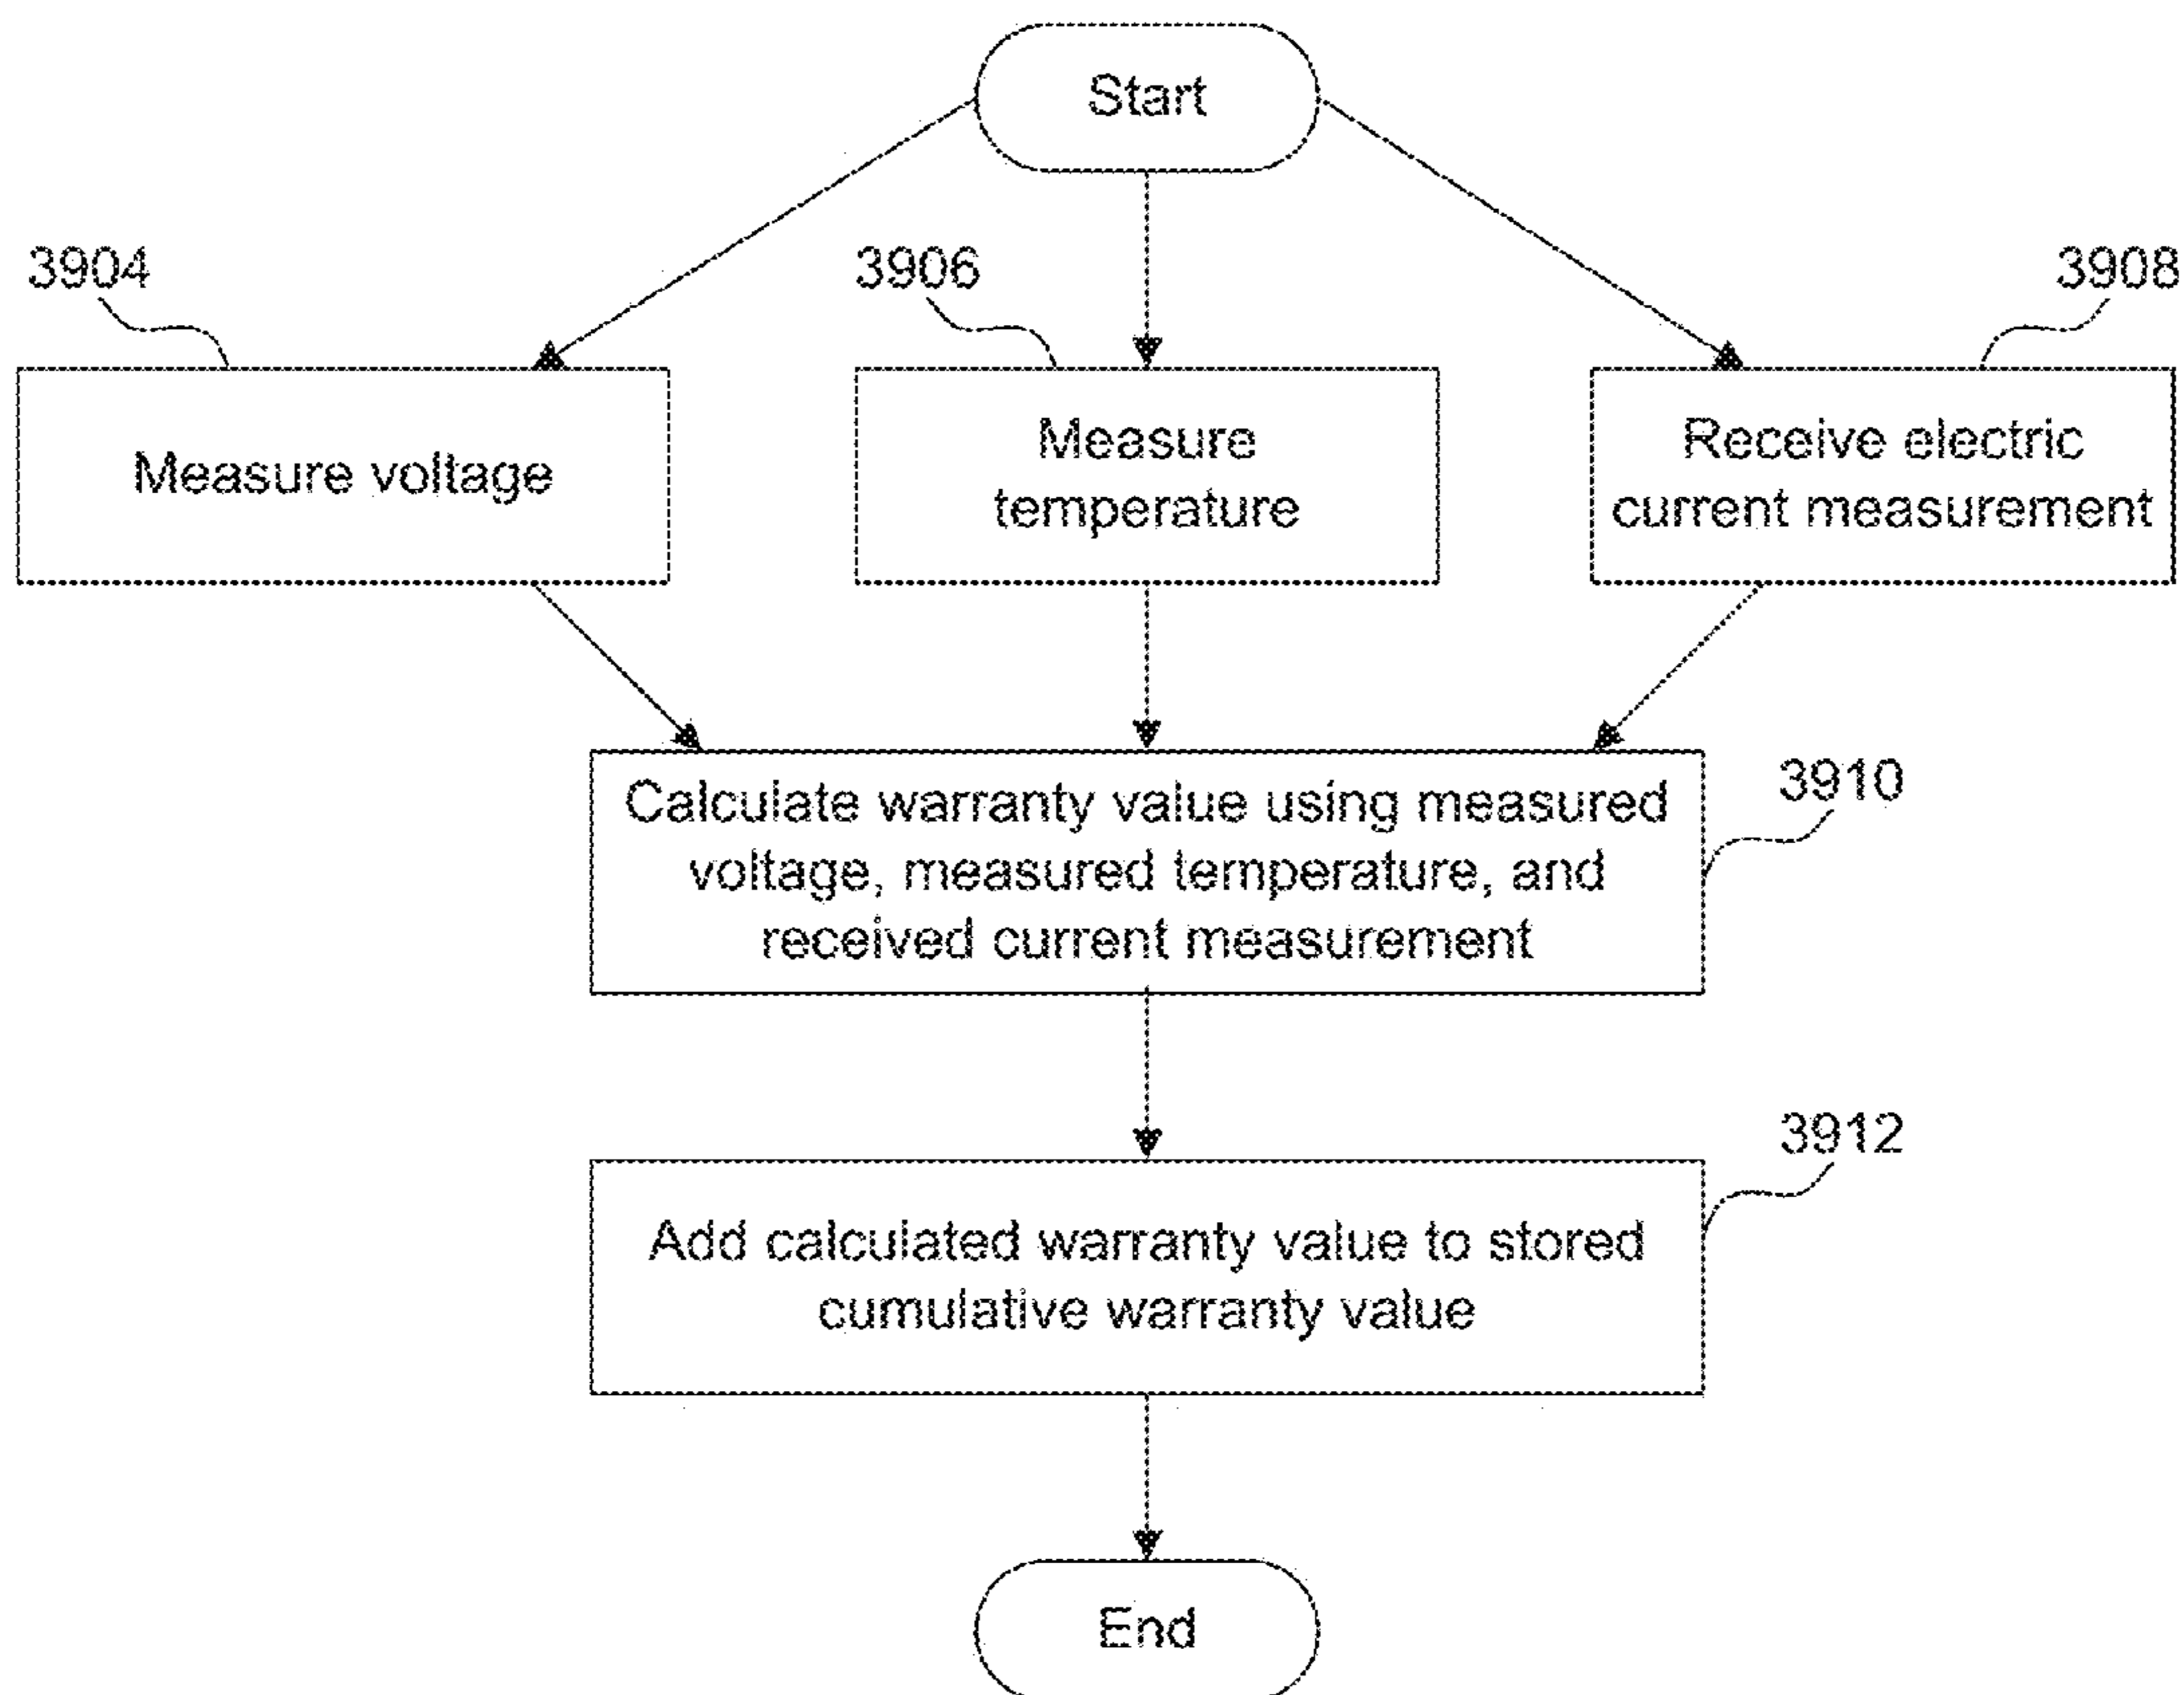 Start
3904
3906
3908
Measure voltage
Measure
temperature
Receive electric
current measurement
Calculate warranty value using measured
voltage, measured temperature, and
received current measurement
3910
Add calculated warranty value to stored
cumulative warranty value
3912
End